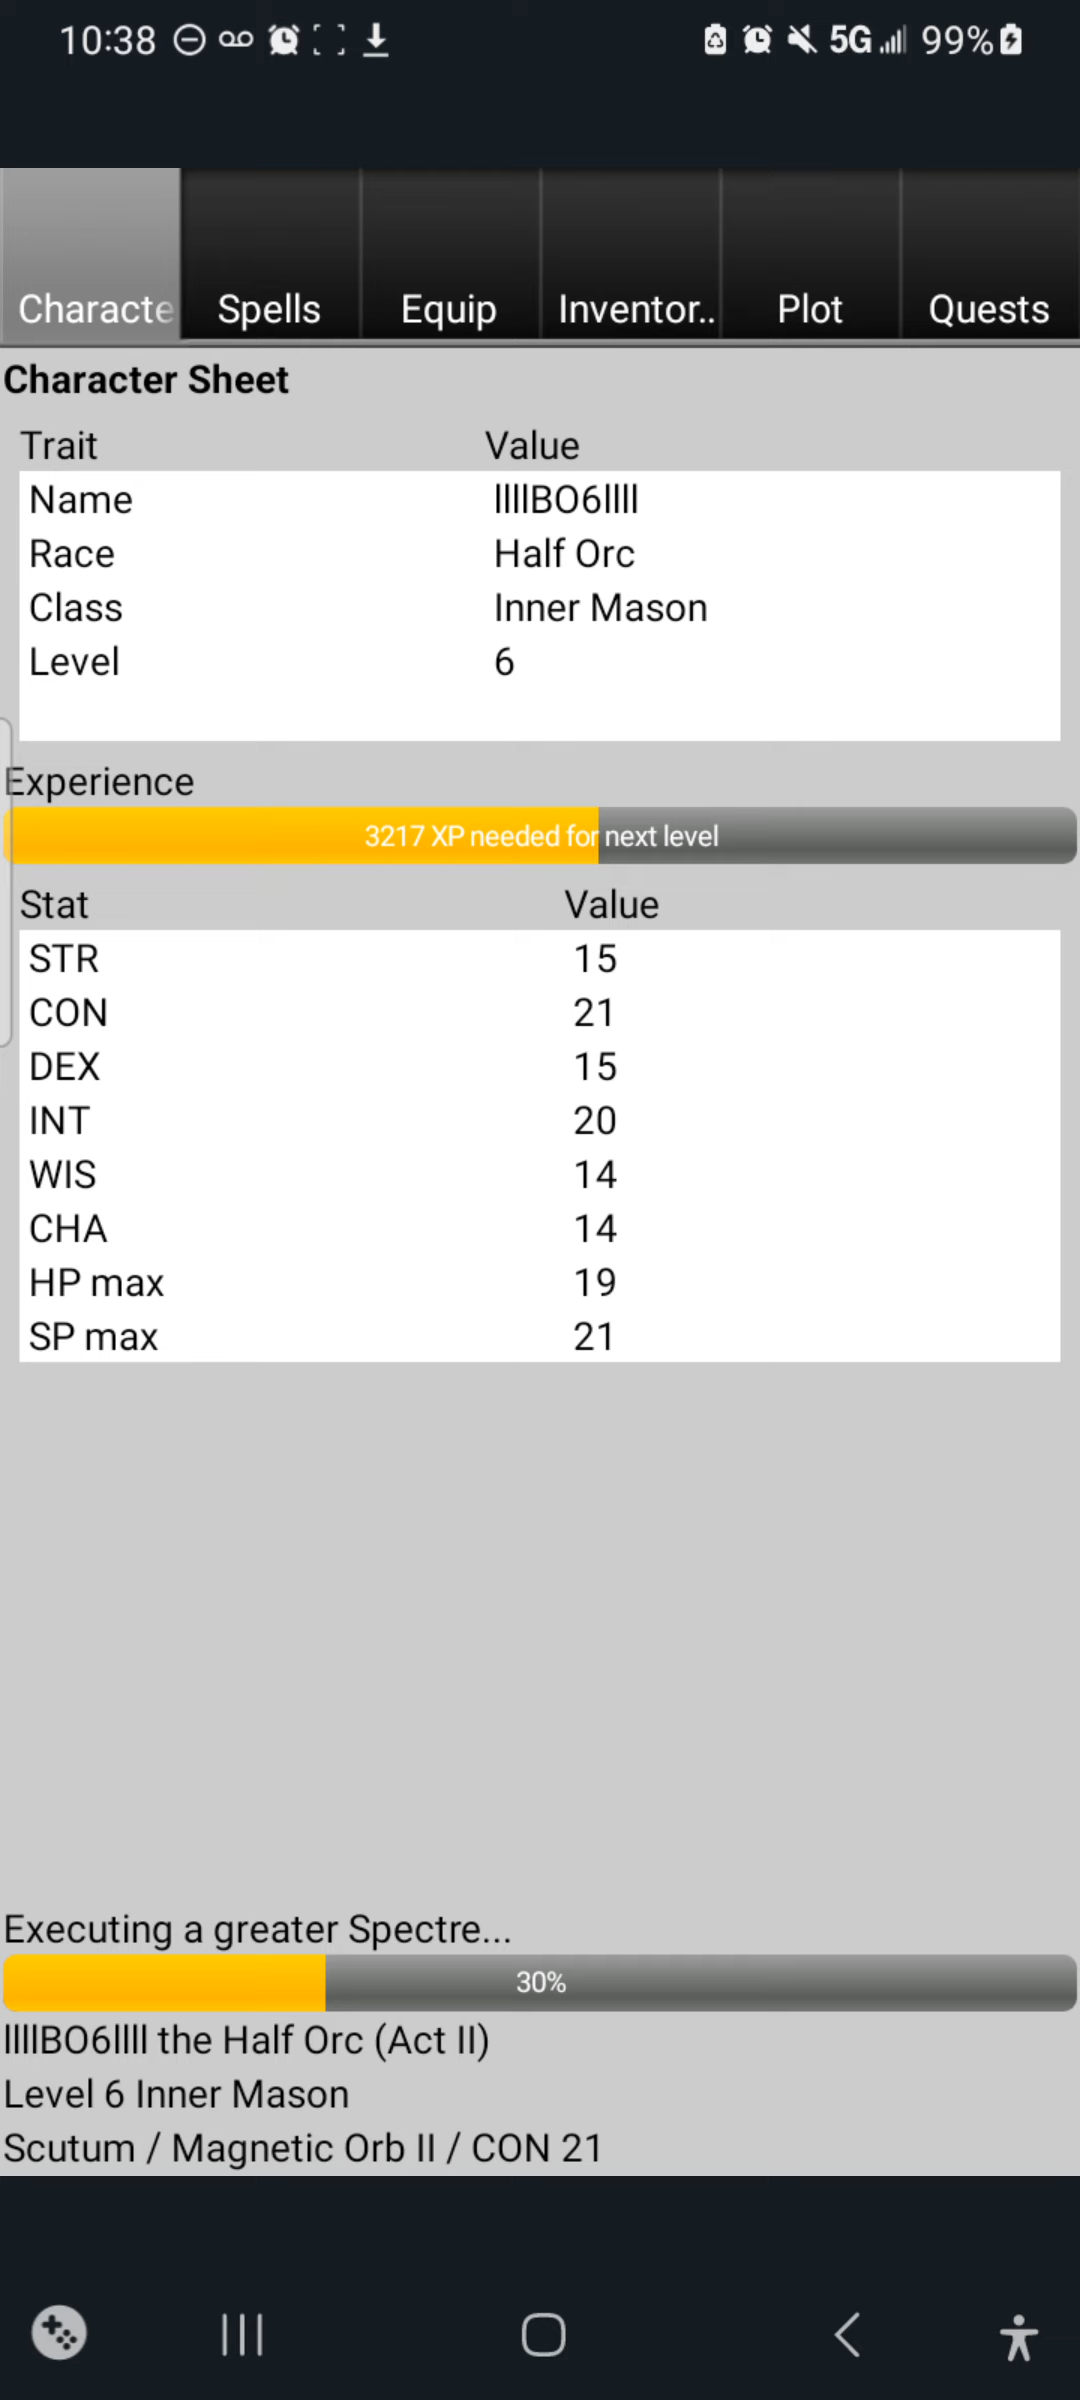 10:38 5G 99%
Characte Spells Equip Inventor.. Plot Quests
Character Sheet
Trait Value
Name llllBO6llll
Race Half Orc
Class Inner Mason
Level 6
Experience
3217 XP needed for next level
Stat Value
STR 15
CON 21
DEX 15
INT 20
WIS 14
CHA 14
HP max 19
SP max 21
Executing a greater Spectre...
30%
llllBO6llll the Half Orc (Act II)
Level 6 Inner Mason
Scutum / Magnetic Orb II / CON 21